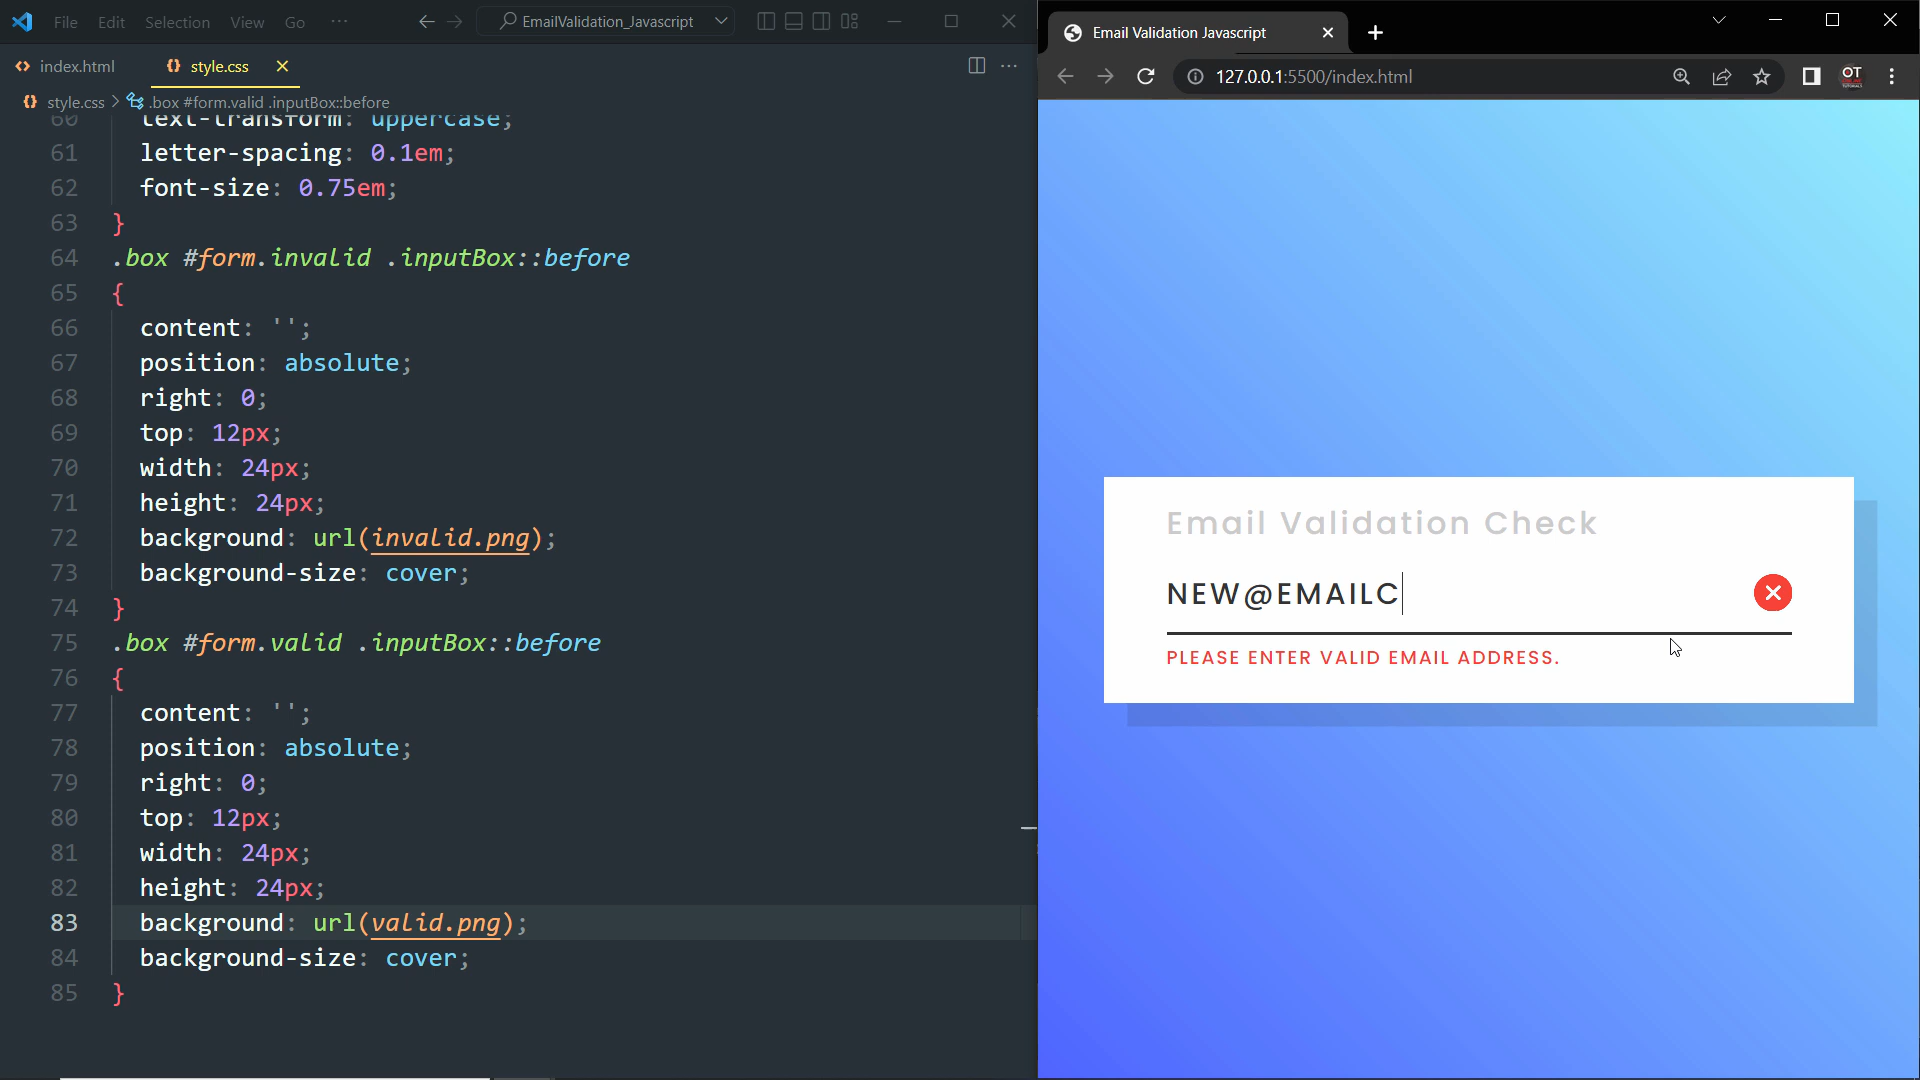 File Edit Selection View Go ···
EmailValidation_Javascript
index.html
style.css
style.css > .box #form.valid .inputBox::before
60 text-transform: uppercase;
61 letter-spacing: 0.1em;
62 font-size: 0.75em;
63 }
64 .box #form.invalid .inputBox::before
65 {
66 content: '';
67 position: absolute;
68 right: 0;
69 top: 12px;
70 width: 24px;
71 height: 24px;
72 background: url(invalid.png);
73 background-size: cover;
74 }
75 .box #form.valid .inputBox::before
76 {
77 content: '';
78 position: absolute;
79 right: 0;
80 top: 12px;
81 width: 24px;
82 height: 24px;
83 background: url(valid.png);
84 background-size: cover;
85 }
Email Validation Javascript
127.0.0.1:5500/index.html
OT
Email Validation Check
NEW@EMAILC
PLEASE ENTER VALID EMAIL ADDRESS.